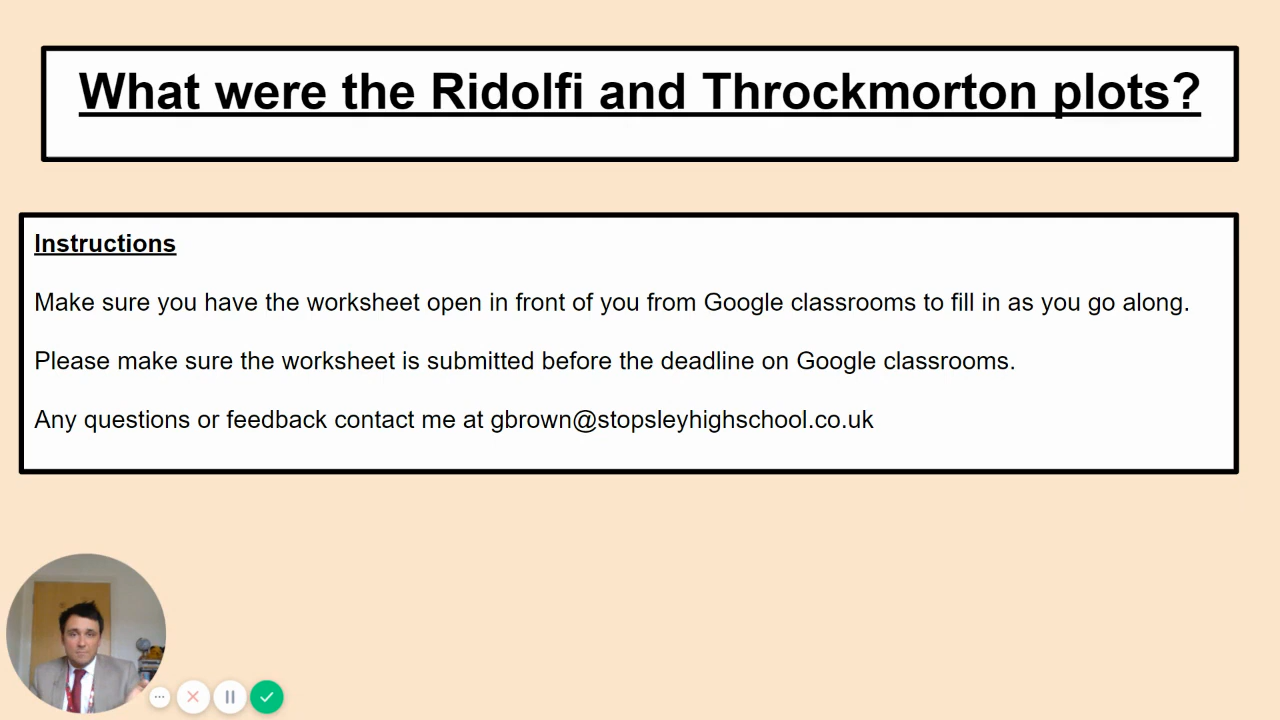 What were the Ridolfi and Throckmorton plots?
Instructions
Make sure you have the worksheet open in front of you from Google classrooms to fill in as you go along.
Please make sure the worksheet is submitted before the deadline on Google classrooms.
Any questions or feedback contact me at gbrown@stopsleyhighschool.co.uk